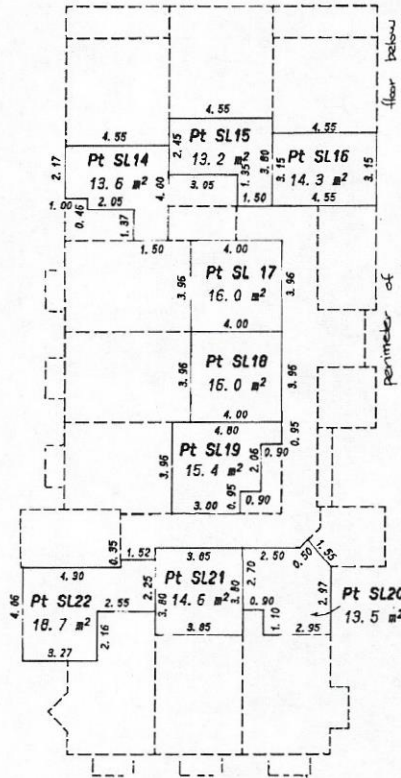 floor below
4.55
4.55
4.55
Pt SL14
13.6 m²
2.17
1.00
0.46
2.05
1.37
4.00
1.50
Pt SL15
13.2 m²
2.45
3.05
1.35
3.80
1.50
Pt SL16
14.3 m²
3.15
3.15
4.55
4.00
Pt SL 17
16.0 m²
3.96
3.96
4.00
Pt SL18
16.0 m²
3.96
3.96
4.00
4.80
Pt SL19
15.4 m²
3.96
0.95
0.90
2.06
0.95
0.90
3.00
perimeter of
0.35
1.52
3.85
2.50
0.50
1.55
4.30
Pt SL22
18.7 m²
4.06
2.55
2.16
3.27
2.25
3.80
Pt SL21
14.6 m²
3.80
3.85
2.70
0.90
1.10
2.97
2.95
Pt SL20
13.5 m²